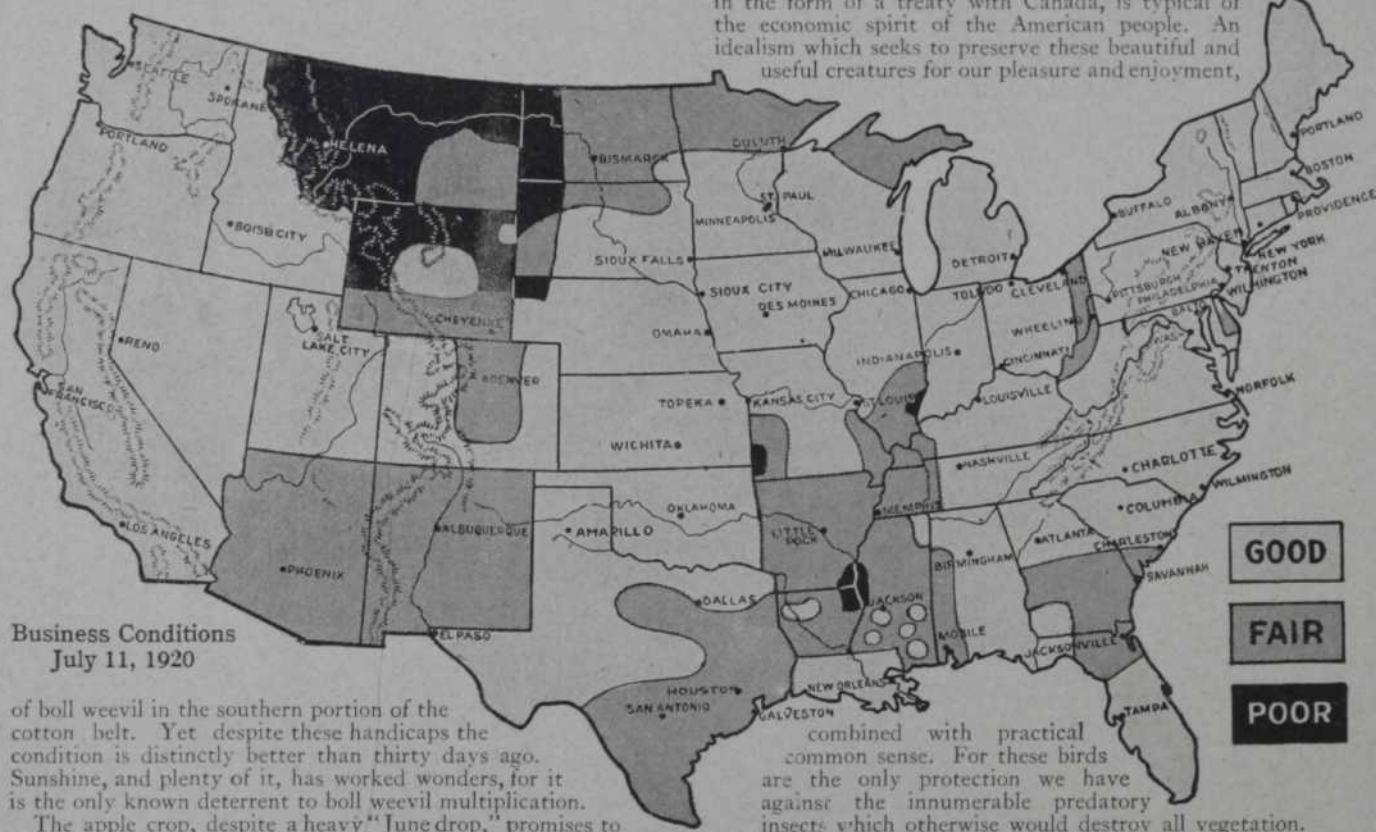 in the form of a treaty with Canada, is typical of
the economic spirit of the American people. An
idealism which seeks to preserve these beautiful and
useful creatures for our pleasure and enjoyment,
SEATTLE
SPOKANE
PORTLAND
HELENA
BISMARCK
DULUTH
PORTLAND
BOSTON
BUFFALO
ALBANY
PROVIDENCE
ST. PAUL
MINNEAPOLIS
BOISE CITY
SIOUX FALLS
MILWAUKEE
DETROIT
NEW HAVEN
NEW YORK
TRENTON
SIOUX CITY
DES MOINES
CHICAGO
TOLEDO
CLEVELAND
PITTSBURGH
PHILADELPHIA
WILMINGTON
BALTO
CHEYENNE
OMAHA
WHEELING
WASH
RENO
SALT
LAKE CITY
INDIANAPOLIS
CINCINNATI
DENVER
SAN
FRANCISCO
TOPEKA
KANSAS CITY
ST. LOUIS
LOUISVILLE
NORFOLK
WICHITA
NASHVILLE
CHARLOTTE
WILMINGTON
LOS ANGELES
ALBUQUERQUE
OKLAHOMA
AMARILLO
MEMPHIS
COLUMBIA
LITTLE
ROCK
ATLANTA
CHARLESTON
BIRMINGHAM
SAVANNAH
PHOENIX
DALLAS
JACKSON
EL PASO
MOBILE
JACKSONVILLE
HOUSTON
SAN ANTONIO
NEW ORLEANS
GALVESTON
TAMPA
GOOD
FAIR
POOR
Business Conditions
July 11, 1920
of boll weevil in the southern portion of the
cotton belt. Yet despite these handicaps the
condition is distinctly better than thirty days ago.
Sunshine, and plenty of it, has worked wonders, for it
is the only known deterrent to boll weevil multiplication.
The apple crop, despite a heavy "June drop," promises to
combined with practical
common sense. For these birds
are the only protection we have
against the innumerable predatory
insects which otherwise would destroy all vegetation.